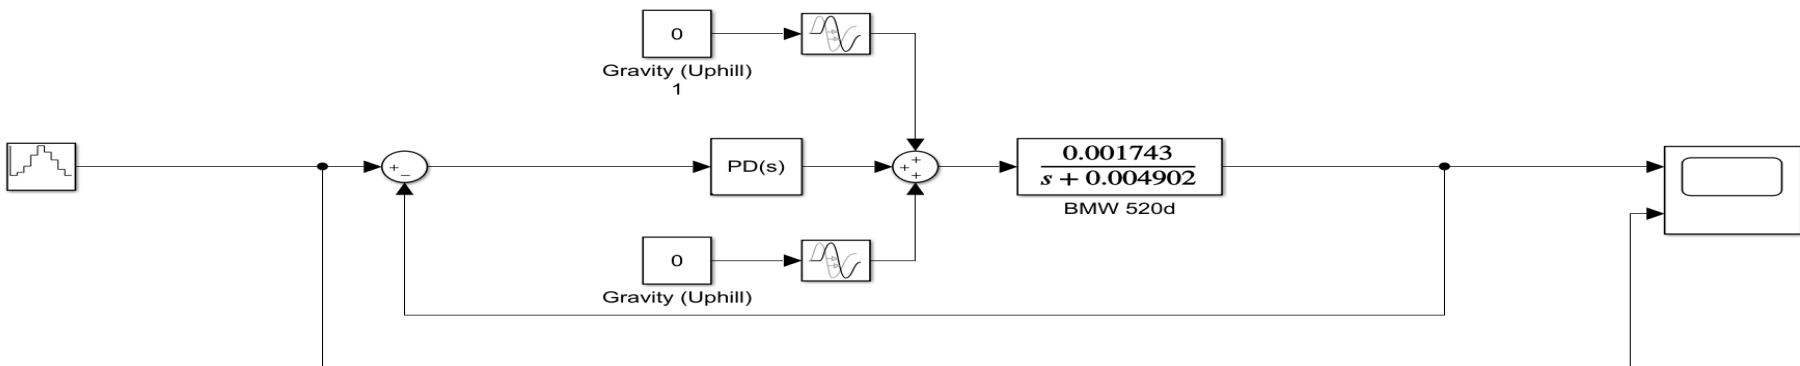 0
Gravity (Uphill)
1
+
−
PD(s)
+
+
+
0.001743
s + 0.004902
BMW 520d
0
Gravity (Uphill)